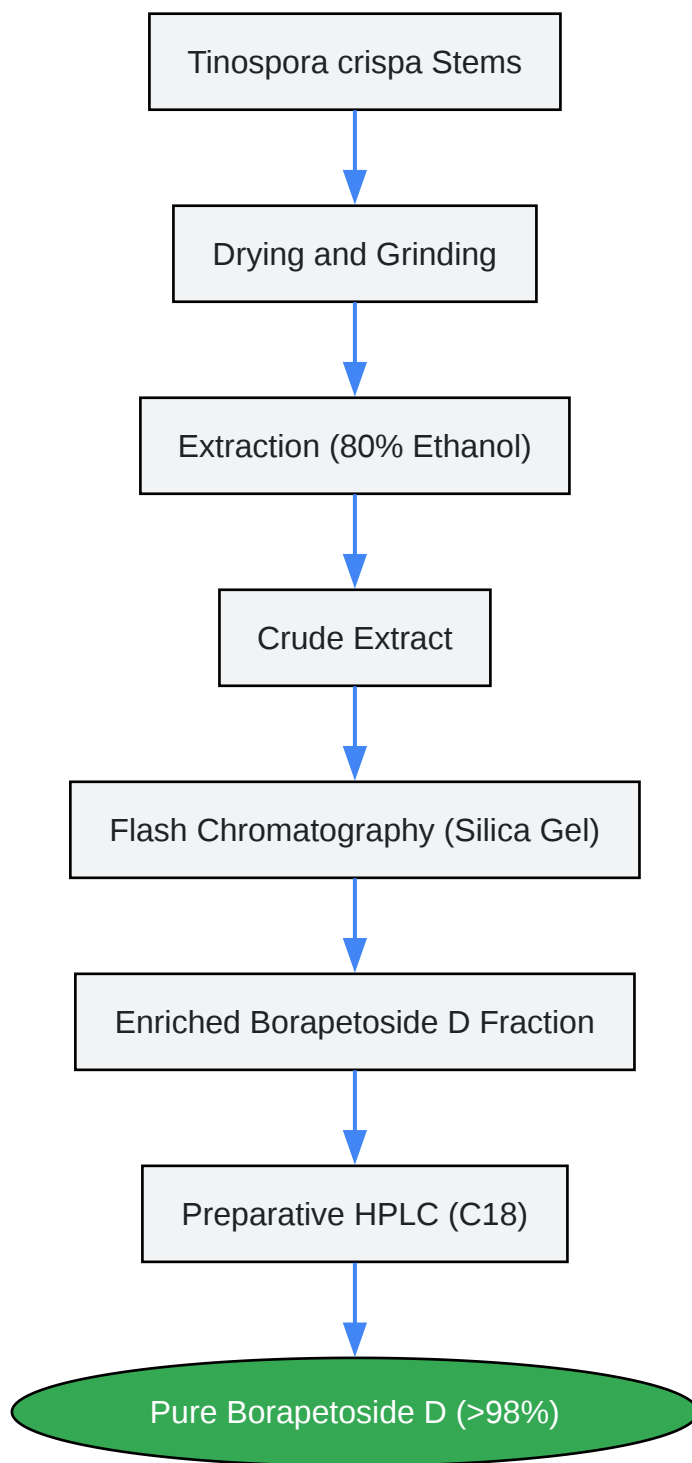 Tinospora crispa Stems
Drying and Grinding
Extraction (80% Ethanol)
Crude Extract
Flash Chromatography (Silica Gel)
Enriched Borapetoside D Fraction
Preparative HPLC (C18)
Pure Borapetoside D (>98%)